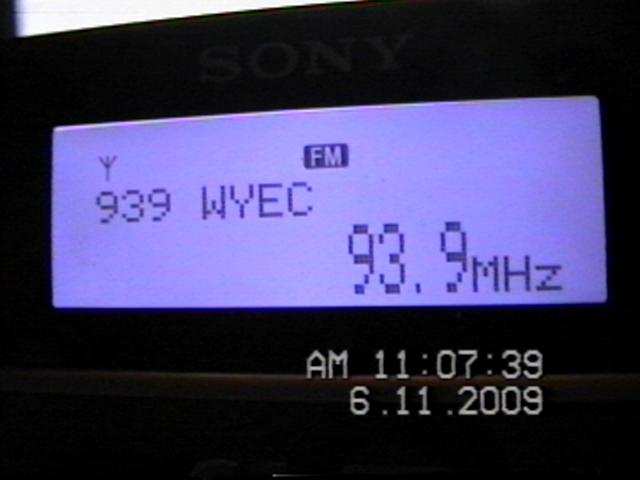 SONY
FM
939 WYEC
93.9MHz
AM 11:07:39
6.11.2009